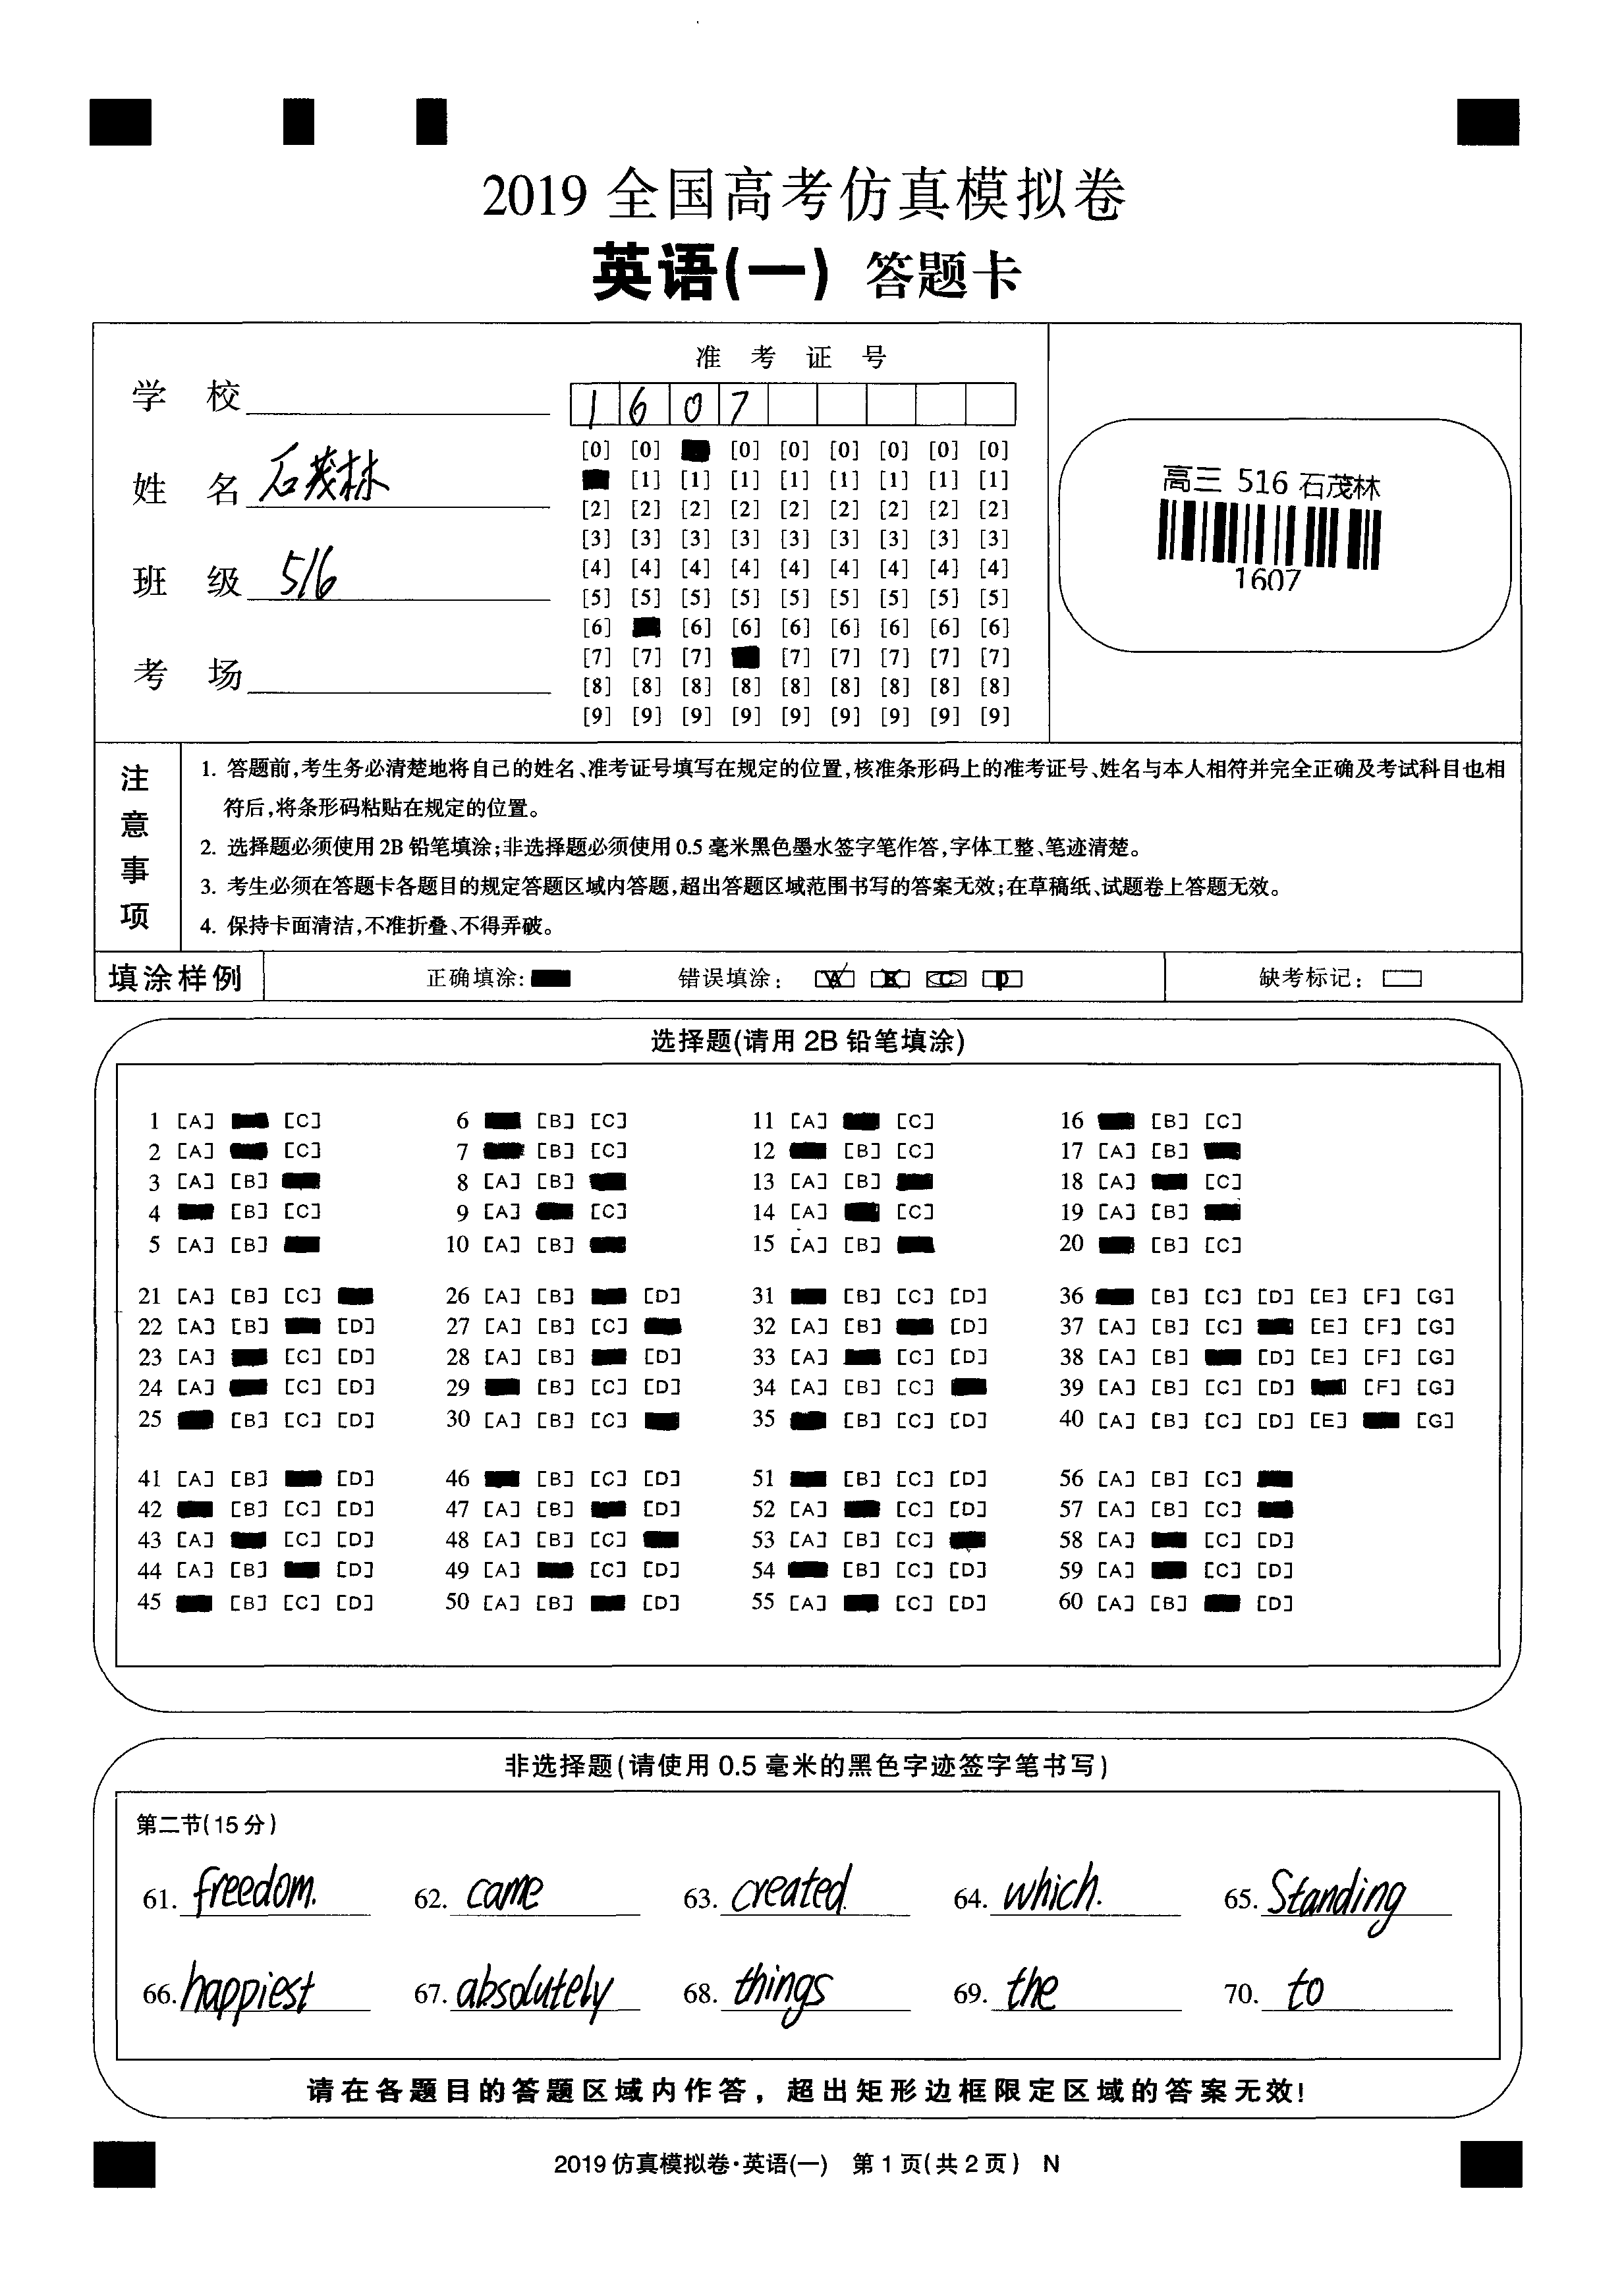 2019 全国高考仿真模拟卷
英语(一) 答题卡
准 考 证 号
学 校
1 6 0 7
姓 名 石茂林
班 级 516
考 场
[0] [0] [0] [0] [0] [0] [0] [0]
[1] [1] [1] [1] [1] [1] [1] [1]
[2] [2] [2] [2] [2] [2] [2] [2] [2]
[3] [3] [3] [3] [3] [3] [3] [3] [3]
[4] [4] [4] [4] [4] [4] [4] [4] [4]
[5] [5] [5] [5] [5] [5] [5] [5] [5]
[6] [6] [6] [6] [6] [6] [6] [6]
[7] [7] [7] [7] [7] [7] [7] [7]
[8] [8] [8] [8] [8] [8] [8] [8] [8]
[9] [9] [9] [9] [9] [9] [9] [9] [9]
高三 516 石茂林
1607
注意事项
1. 答题前,考生务必清楚地将自己的姓名、准考证号填写在规定的位置,核准条形码上的准考证号、姓名与本人相符并完全正确及考试科目也相
符后,将条形码粘贴在规定的位置。
2. 选择题必须使用 2B 铅笔填涂;非选择题必须使用 0.5 毫米黑色墨水签字笔作答,字体工整、笔迹清楚。
3. 考生必须在答题卡各题目的规定答题区域内答题,超出答题区域范围书写的答案无效;在草稿纸、试题卷上答题无效。
4. 保持卡面清洁,不准折叠、不得弄破。
填涂样例 正确填涂: 错误填涂: A B C D 缺考标记:
选择题(请用 2B 铅笔填涂)
1 [A] [C] 6 [B] [C] 11 [A] [C] 16 [B] [C]
2 [A] [C] 7 [B] [C] 12 [B] [C] 17 [A] [B]
3 [A] [B] 8 [A] [B] 13 [A] [B] 18 [A] [C]
4 [B] [C] 9 [A] [C] 14 [A] [C] 19 [A] [B]
5 [A] [B] 10 [A] [B] 15 [A] [B] 20 [B] [C]
21 [A] [B] [C] 26 [A] [B] [D] 31 [B] [C] [D] 36 [B] [C] [D] [E] [F] [G]
22 [A] [B] [D] 27 [A] [B] [C] 32 [A] [B] [D] 37 [A] [B] [C] [E] [F] [G]
23 [A] [C] [D] 28 [A] [B] [D] 33 [A] [C] [D] 38 [A] [B] [D] [E] [F] [G]
24 [A] [C] [D] 29 [B] [C] [D] 34 [A] [B] [C] 39 [A] [B] [C] [D] [F] [G]
25 [B] [C] [D] 30 [A] [B] [C] 35 [B] [C] [D] 40 [A] [B] [C] [D] [E] [G]
41 [A] [B] [D] 46 [B] [C] [D] 51 [B] [C] [D] 56 [A] [B] [C]
42 [B] [C] [D] 47 [A] [B] [D] 52 [A] [C] [D] 57 [A] [B] [C]
43 [A] [C] [D] 48 [A] [B] [C] 53 [A] [B] [C] 58 [A] [C] [D]
44 [A] [B] [D] 49 [A] [C] [D] 54 [B] [C] [D] 59 [A] [C] [D]
45 [B] [C] [D] 50 [A] [B] [D] 55 [A] [C] [D] 60 [A] [B] [D]
非选择题(请使用 0.5 毫米的黑色字迹签字笔书写)
第二节(15 分)
61. freedom. 62. came 63. created. 64. which. 65. Standing
66. happiest 67. absolutely 68. things 69. the 70. to
请在各题目的答题区域内作答，超出矩形边框限定区域的答案无效!
2019 仿真模拟卷·英语(一) 第 1 页(共 2 页) N